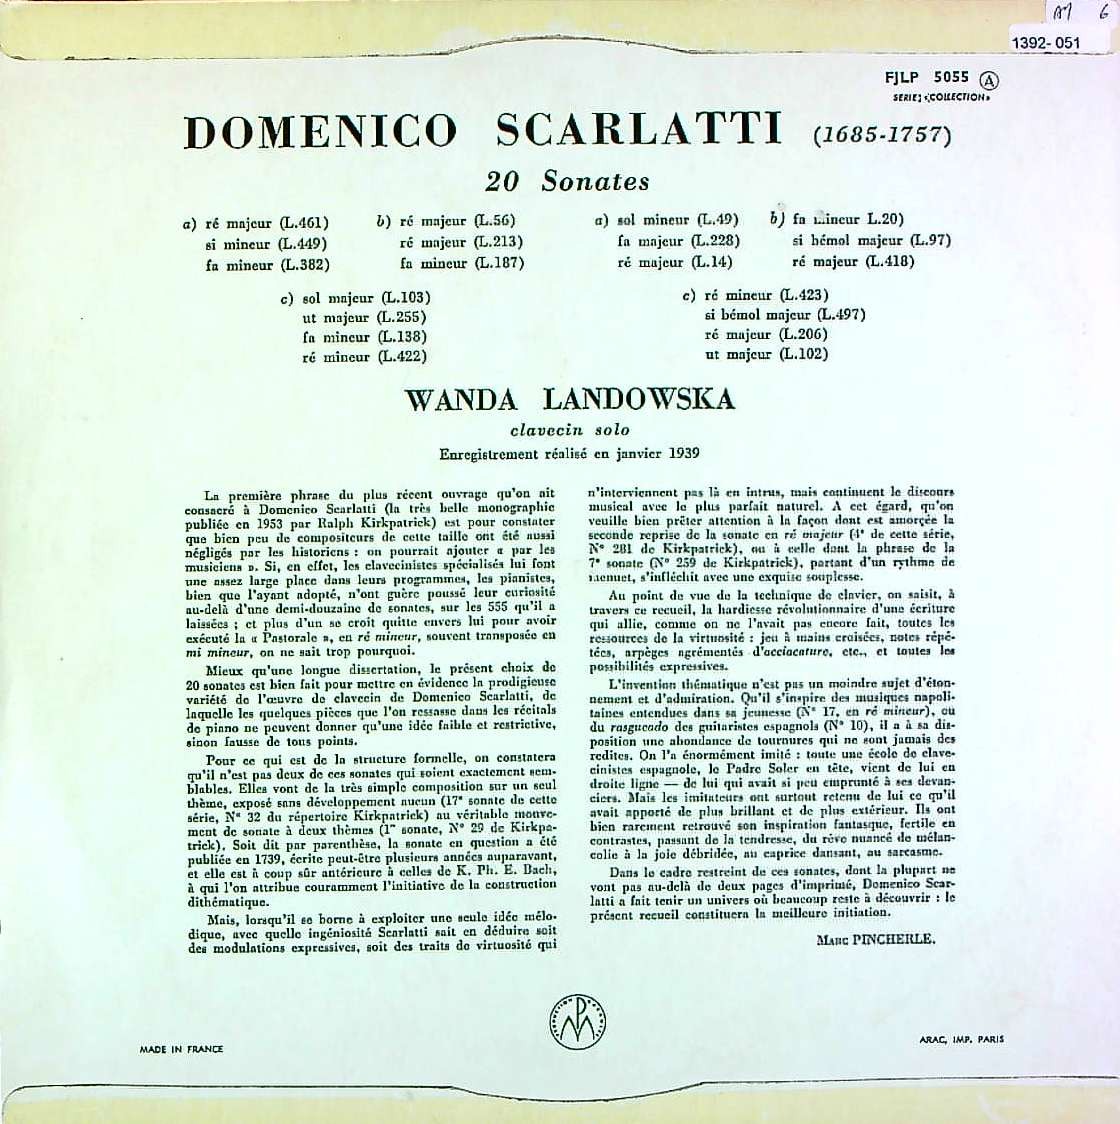 AM 6
1392-051
FJLP 5055 A
SERIE: «COLLECTION»
DOMENICO SCARLATTI (1685-1757)
20 Sonates
a) ré majeur (L.461)
si mineur (L.449)
fa mineur (L.382)
b) ré majeur (L.56)
ré majeur (L.213)
fa mineur (L.187)
c) sol majeur (L.103)
ut majeur (L.255)
fa mineur (L.138)
ré mineur (L.422)
a) sol mineur (L.49)
fa majeur (L.228)
ré majeur (L.14)
b) fa mineur L.20)
si bémol majeur (L.97)
ré majeur (L.418)
c) ré mineur (L.423)
si bémol majeur (L.497)
ré majeur (L.206)
ut majeur (L.102)
WANDA LANDOWSKA
clavecin solo
Enregistrement réalisé en janvier 1939
La première phrase du plus récent ouvrage qu'on ait
consacré à Domenico Scarlatti (la très belle monographie
publiée en 1953 par Ralph Kirkpatrick) est pour constater
que bien peu de compositeurs de cette taille ont été aussi
négligés par les historiens : on pourrait ajouter « par les
musiciens ». Si, en effet, les clavecinistes spécialisés lui font
une assez large place dans leurs programmes, les pianistes,
bien que l'ayant adopté, n'ont guère poussé leur curiosité
au-delà d'une demi-douzaine de sonates, sur les 555 qu'il a
laissées ; et plus d'un se croit quitte envers lui pour avoir
exécuté la « Pastorale », en ré mineur, souvent transposée en
mi mineur, on ne sait trop pourquoi.
Mieux qu'une longue dissertation, le présent choix de
20 sonates est bien fait pour mettre en évidence la prodigieuse
variété de l'œuvre de clavecin de Domenico Scarlatti, de
laquelle les quelques pièces que l'on ressasse dans les récitals
de piano ne peuvent donner qu'une idée faible et restrictive,
sinon fausse de tous points.
Pour ce qui est de la structure formelle, on constatera
qu'il n'est pas deux de ces sonates qui soient exactement sem-
blables. Elles vont de la très simple composition sur un seul
thème, exposé sans développement aucun (17e sonate de cette
série, N° 32 du répertoire Kirkpatrick) au véritable mouve-
ment de sonate à deux thèmes (1re sonate, N° 29 de Kirkpa-
trick). Soit dit par parenthèse, la sonate en question a été
publiée en 1739, écrite peut-être plusieurs années auparavant,
et elle est à coup sûr antérieure à celles de K. Ph. E. Bach,
à qui l'on attribue couramment l'initiative de la construction
dithématique.
Mais, lorsqu'il se borne à exploiter une seule idée mélo-
dique, avec quelle ingéniosité Scarlatti sait en déduire soit
des modulations expressives, soit des traits de virtuosité qui
n'interviennent pas là en intrus, mais continuent le discours
musical avec le plus parfait naturel. A cet égard, qu'on
veuille bien prêter attention à la façon dont est amorcée la
seconde reprise de la sonate en ré majeur (4e de cette série,
N° 281 de Kirkpatrick), ou à celle dont la phrase de la
7e sonate (N° 259 de Kirkpatrick), partant d'un rythme de
menuet, s'infléchit avec une exquise souplesse.
Au point de vue de la technique de clavier, on saisit, à
travers ce recueil, la hardiesse révolutionnaire d'une écriture
qui allie, comme on ne l'avait pas encore fait, toutes les
ressources de la virtuosité : jeu à mains croisées, notes répé-
tées, arpèges agrémentés d'acciacature, etc., et toutes les
possibilités expressives.
L'invention thématique n'est pas un moindre sujet d'éton-
nement et d'admiration. Qu'il s'inspire des musiques napoli-
taines entendues dans sa jeunesse (N° 17, en ré mineur), ou
du rasgueado des guitaristes espagnols (N° 10), il a à sa dis-
position une abondance de tournures qui ne sont jamais des
redites. On l'a énormément imité : toute une école de clave-
cinistes espagnole, le Padre Soler en tête, vient de lui en
droite ligne — de lui qui avait si peu emprunté à ses devan-
ciers. Mais les imitateurs ont surtout retenu de lui ce qu'il
avait apporté de plus brillant et de plus extérieur. Ils ont
bien rarement retrouvé son inspiration fantasque, fertile en
contrastes, passant de la tendresse, du rêve nuancé de mélan-
colie à la joie débridée, au caprice dansant, au sarcasme.
Dans le cadre restreint de ces sonates, dont la plupart ne
vont pas au-delà de deux pages d'imprimé, Domenico Scar-
latti a fait tenir un univers où beaucoup reste à découvrir : le
présent recueil constituera la meilleure initiation.
Marc PINCHERLE.
MADE IN FRANCE
ARAC, IMP. PARIS